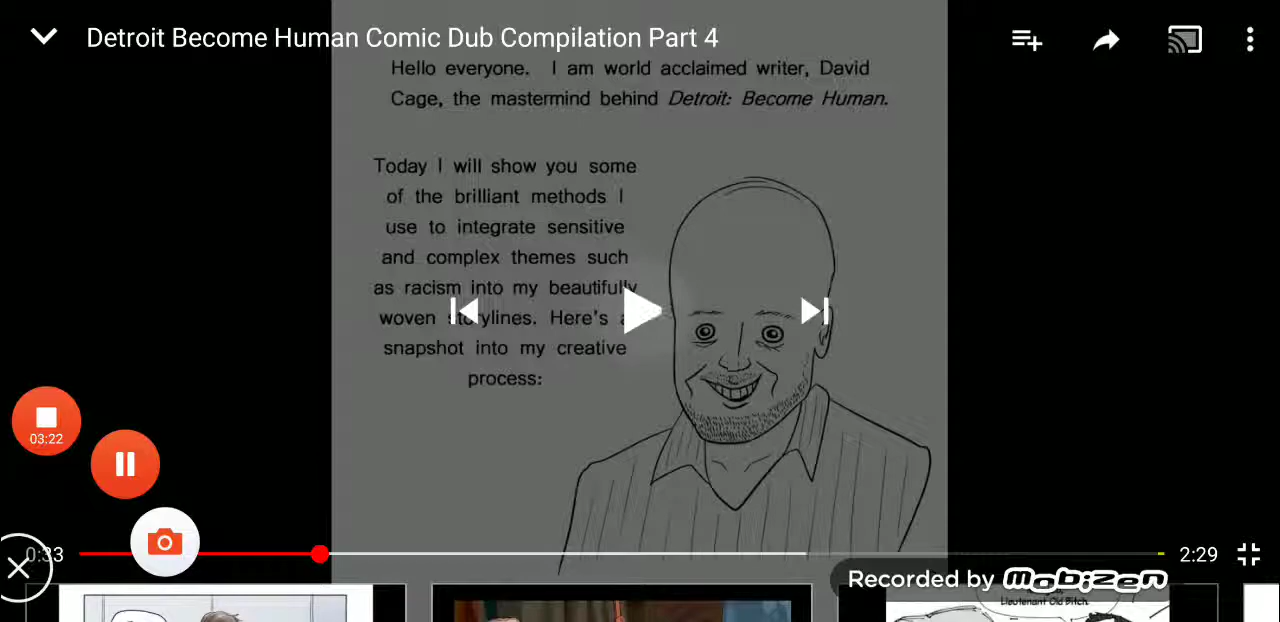 Detroit Become Human Comic Dub Compilation Part 4
Hello everyone. I am world acclaimed writer, David
Cage, the mastermind behind Detroit: Become Human.
Today I will show you some
of the brilliant methods I
use to integrate sensitive
and complex themes such
as racism into my beautifully
woven storylines. Here's
snapshot into my creative
process:
03:22
0:33
2:29
Recorded by Mobizen
Lieutenant Old Bitch.